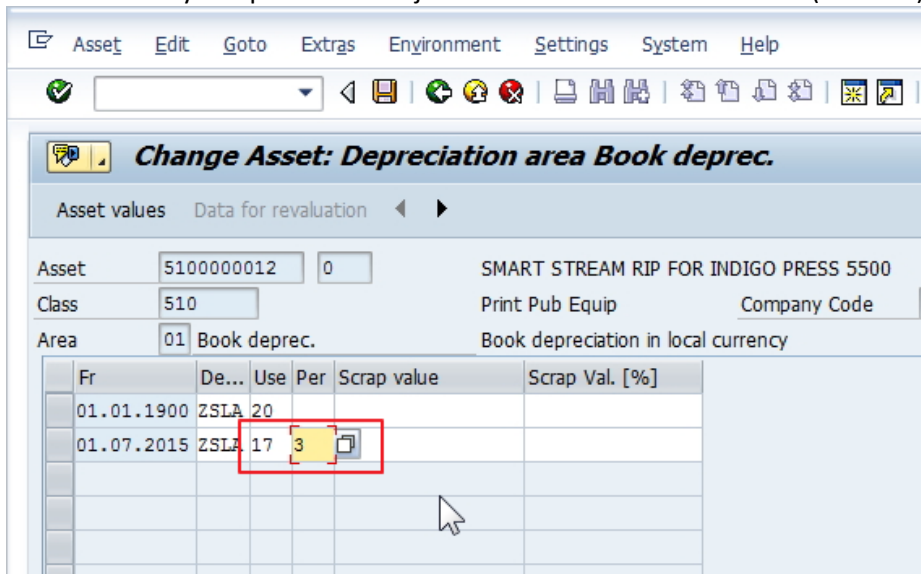 Asset Edit Goto Extras Environment Settings System Help
Change Asset: Depreciation area Book deprec.
Asset values Data for revaluation
Asset 5100000012 0 SMART STREAM RIP FOR INDIGO PRESS 5500
Class 510 Print Pub Equip Company Code
Area 01 Book deprec. Book depreciation in local currency
Fr De... Use Per Scrap value Scrap Val. [%]
01.01.1900 ZSLA 20
01.07.2015 ZSLA 17 3